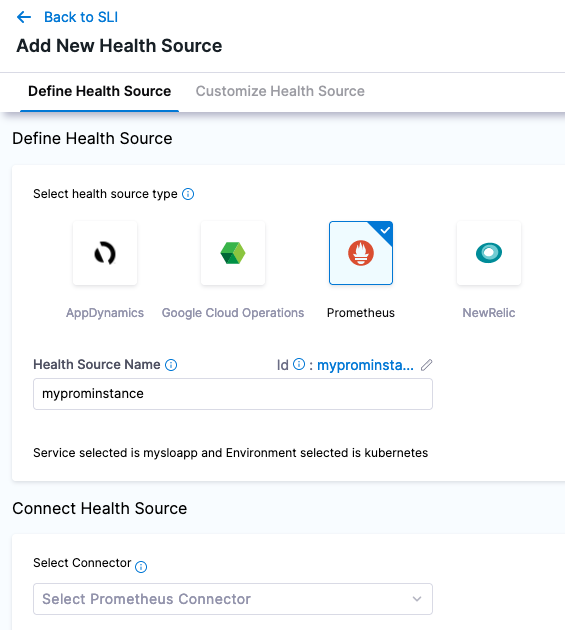 Back to SLI
Add New Health Source
Define Health Source Customize Health Source
Define Health Source
Select health source type
AppDynamics Google Cloud Operations Prometheus NewRelic
Health Source Name Id : myprominsta...
myprominstance
Service selected is mysloapp and Environment selected is kubernetes
Connect Health Source
Select Connector
Select Prometheus Connector